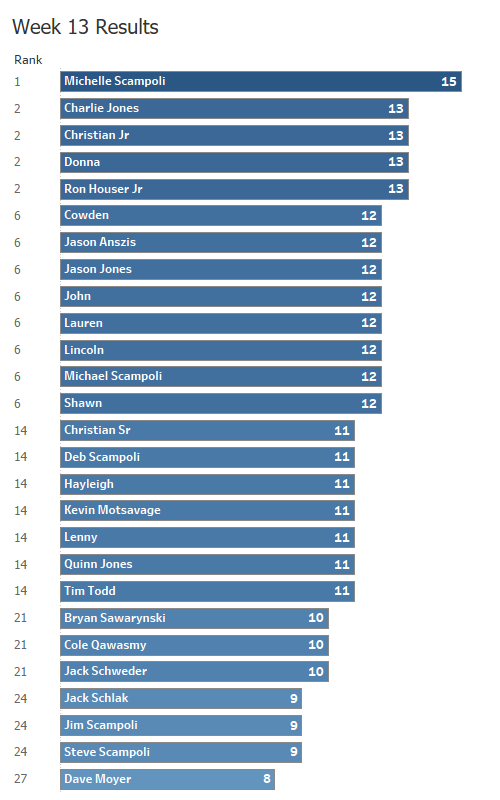 Week 13 Results
Rank
1 Michelle Scampoli 15
2 Charlie Jones 13
2 Christian Jr 13
2 Donna 13
2 Ron Houser Jr 13
6 Cowden 12
6 Jason Anszis 12
6 Jason Jones 12
6 John 12
6 Lauren 12
6 Lincoln 12
6 Michael Scampoli 12
6 Shawn 12
14 Christian Sr 11
14 Deb Scampoli 11
14 Hayleigh 11
14 Kevin Motsavage 11
14 Lenny 11
14 Quinn Jones 11
14 Tim Todd 11
21 Bryan Sawarynski 10
21 Cole Qawasmy 10
21 Jack Schweder 10
24 Jack Schlak 9
24 Jim Scampoli 9
24 Steve Scampoli 9
27 Dave Moyer 8